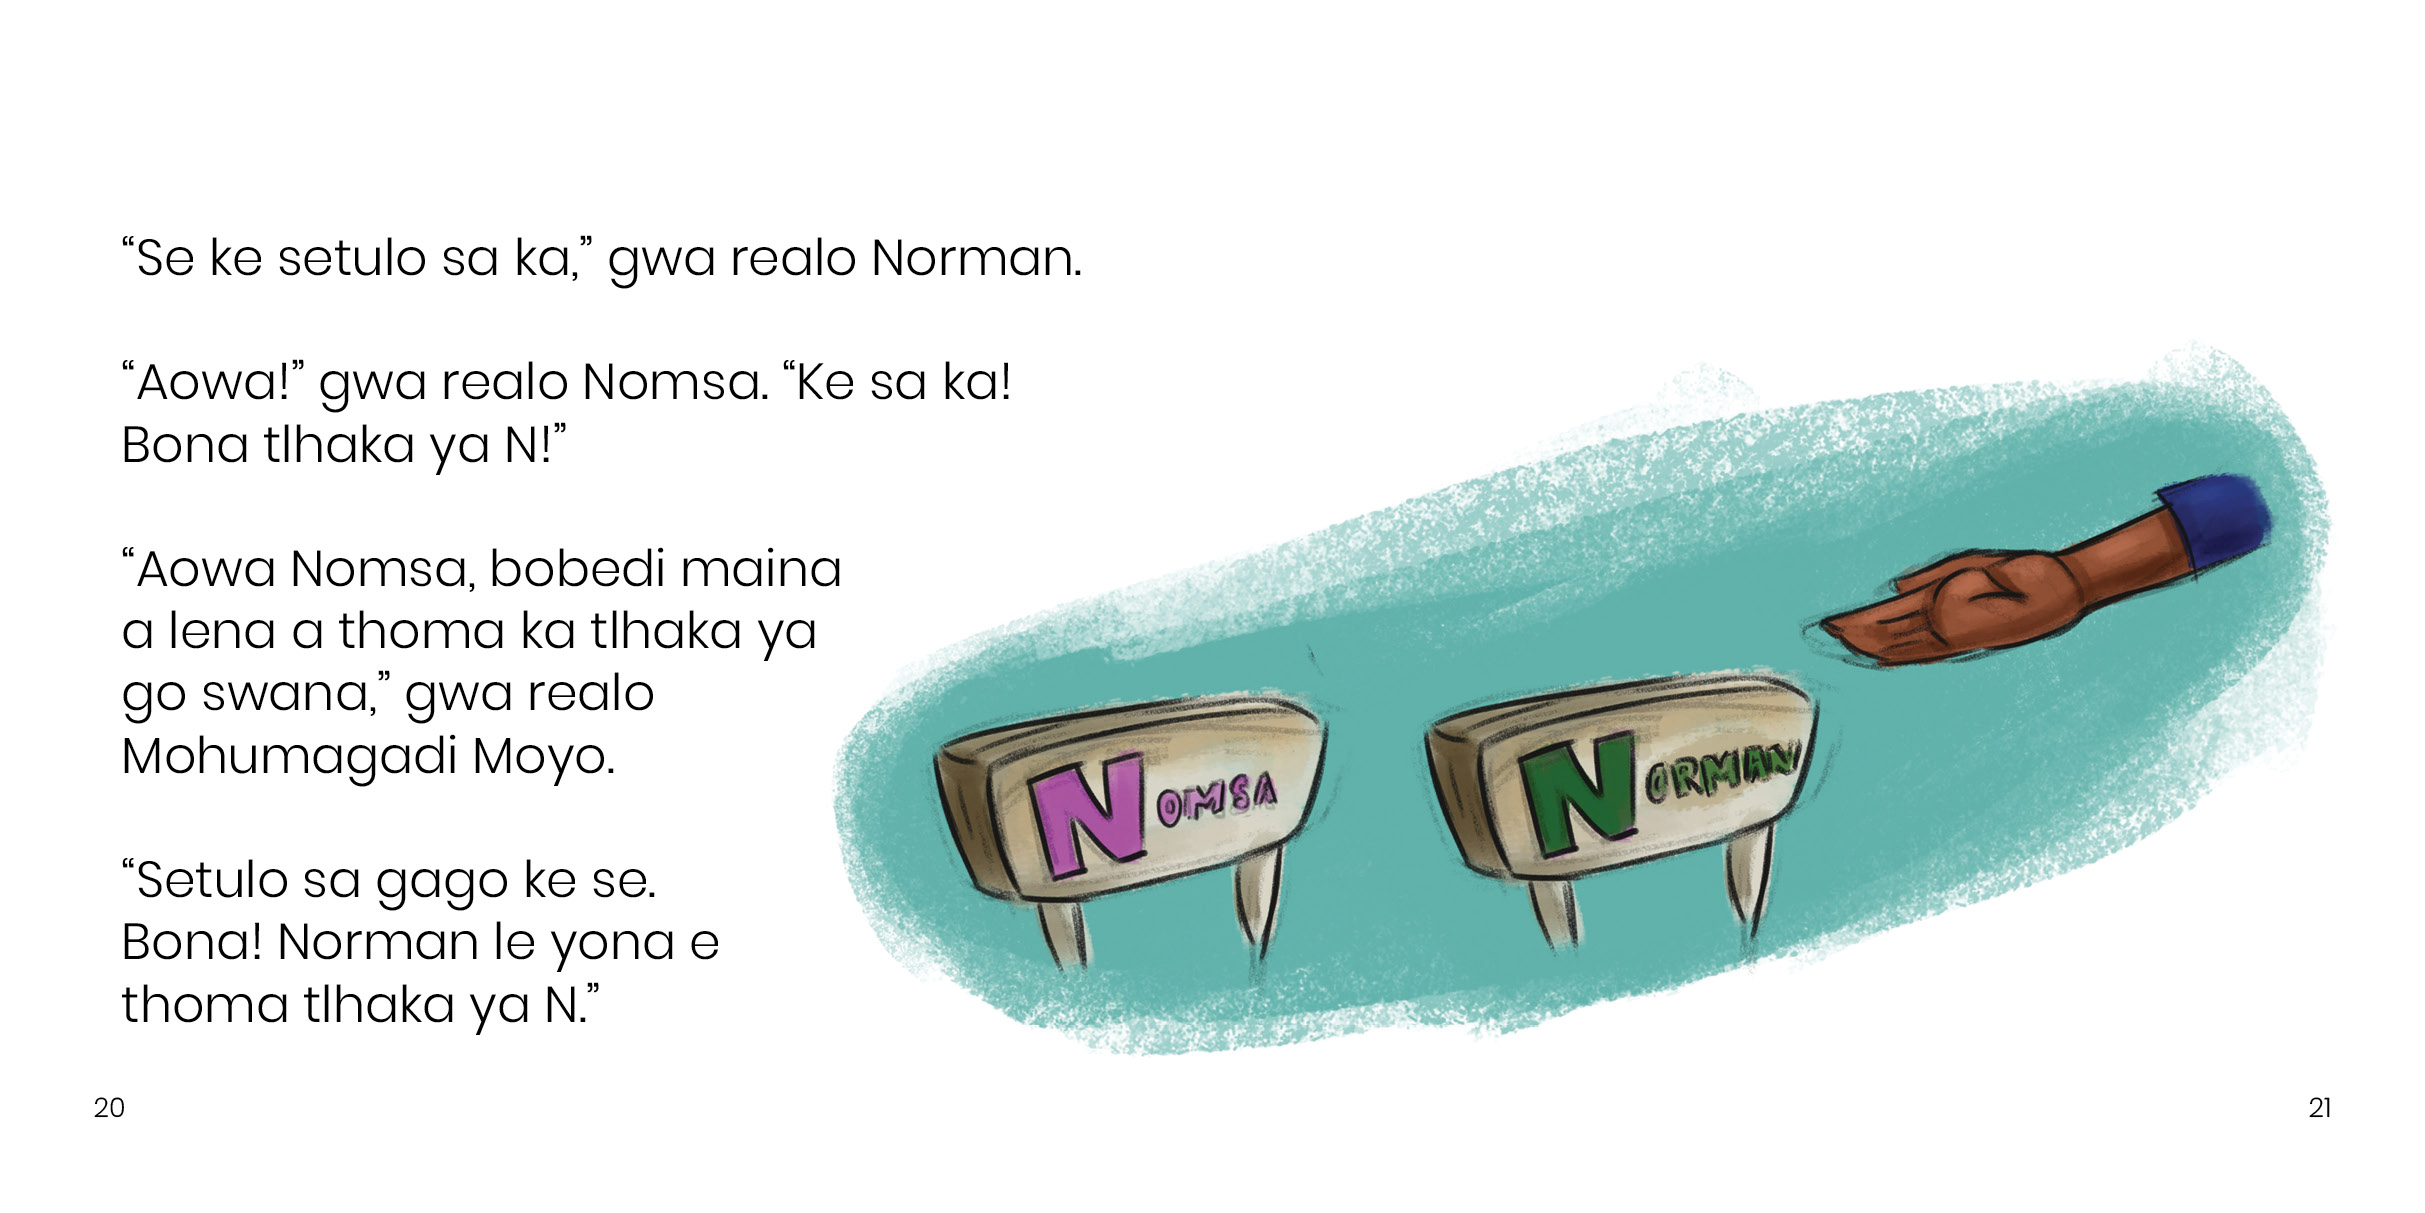 “Se ke setulo sa ka,” gwa realo Norman.
“Aowa!” gwa realo Nomsa. “Ke sa ka!
Bona tlhaka ya N!”
“Aowa Nomsa, bobedi maina
a lena a thoma ka tlhaka ya
go swana,” gwa realo
Mohumagadi Moyo.
“Setulo sa gago ke se.
Bona! Norman le yona e
thoma tlhaka ya N.”
NOMSA
NORMAN
20
21